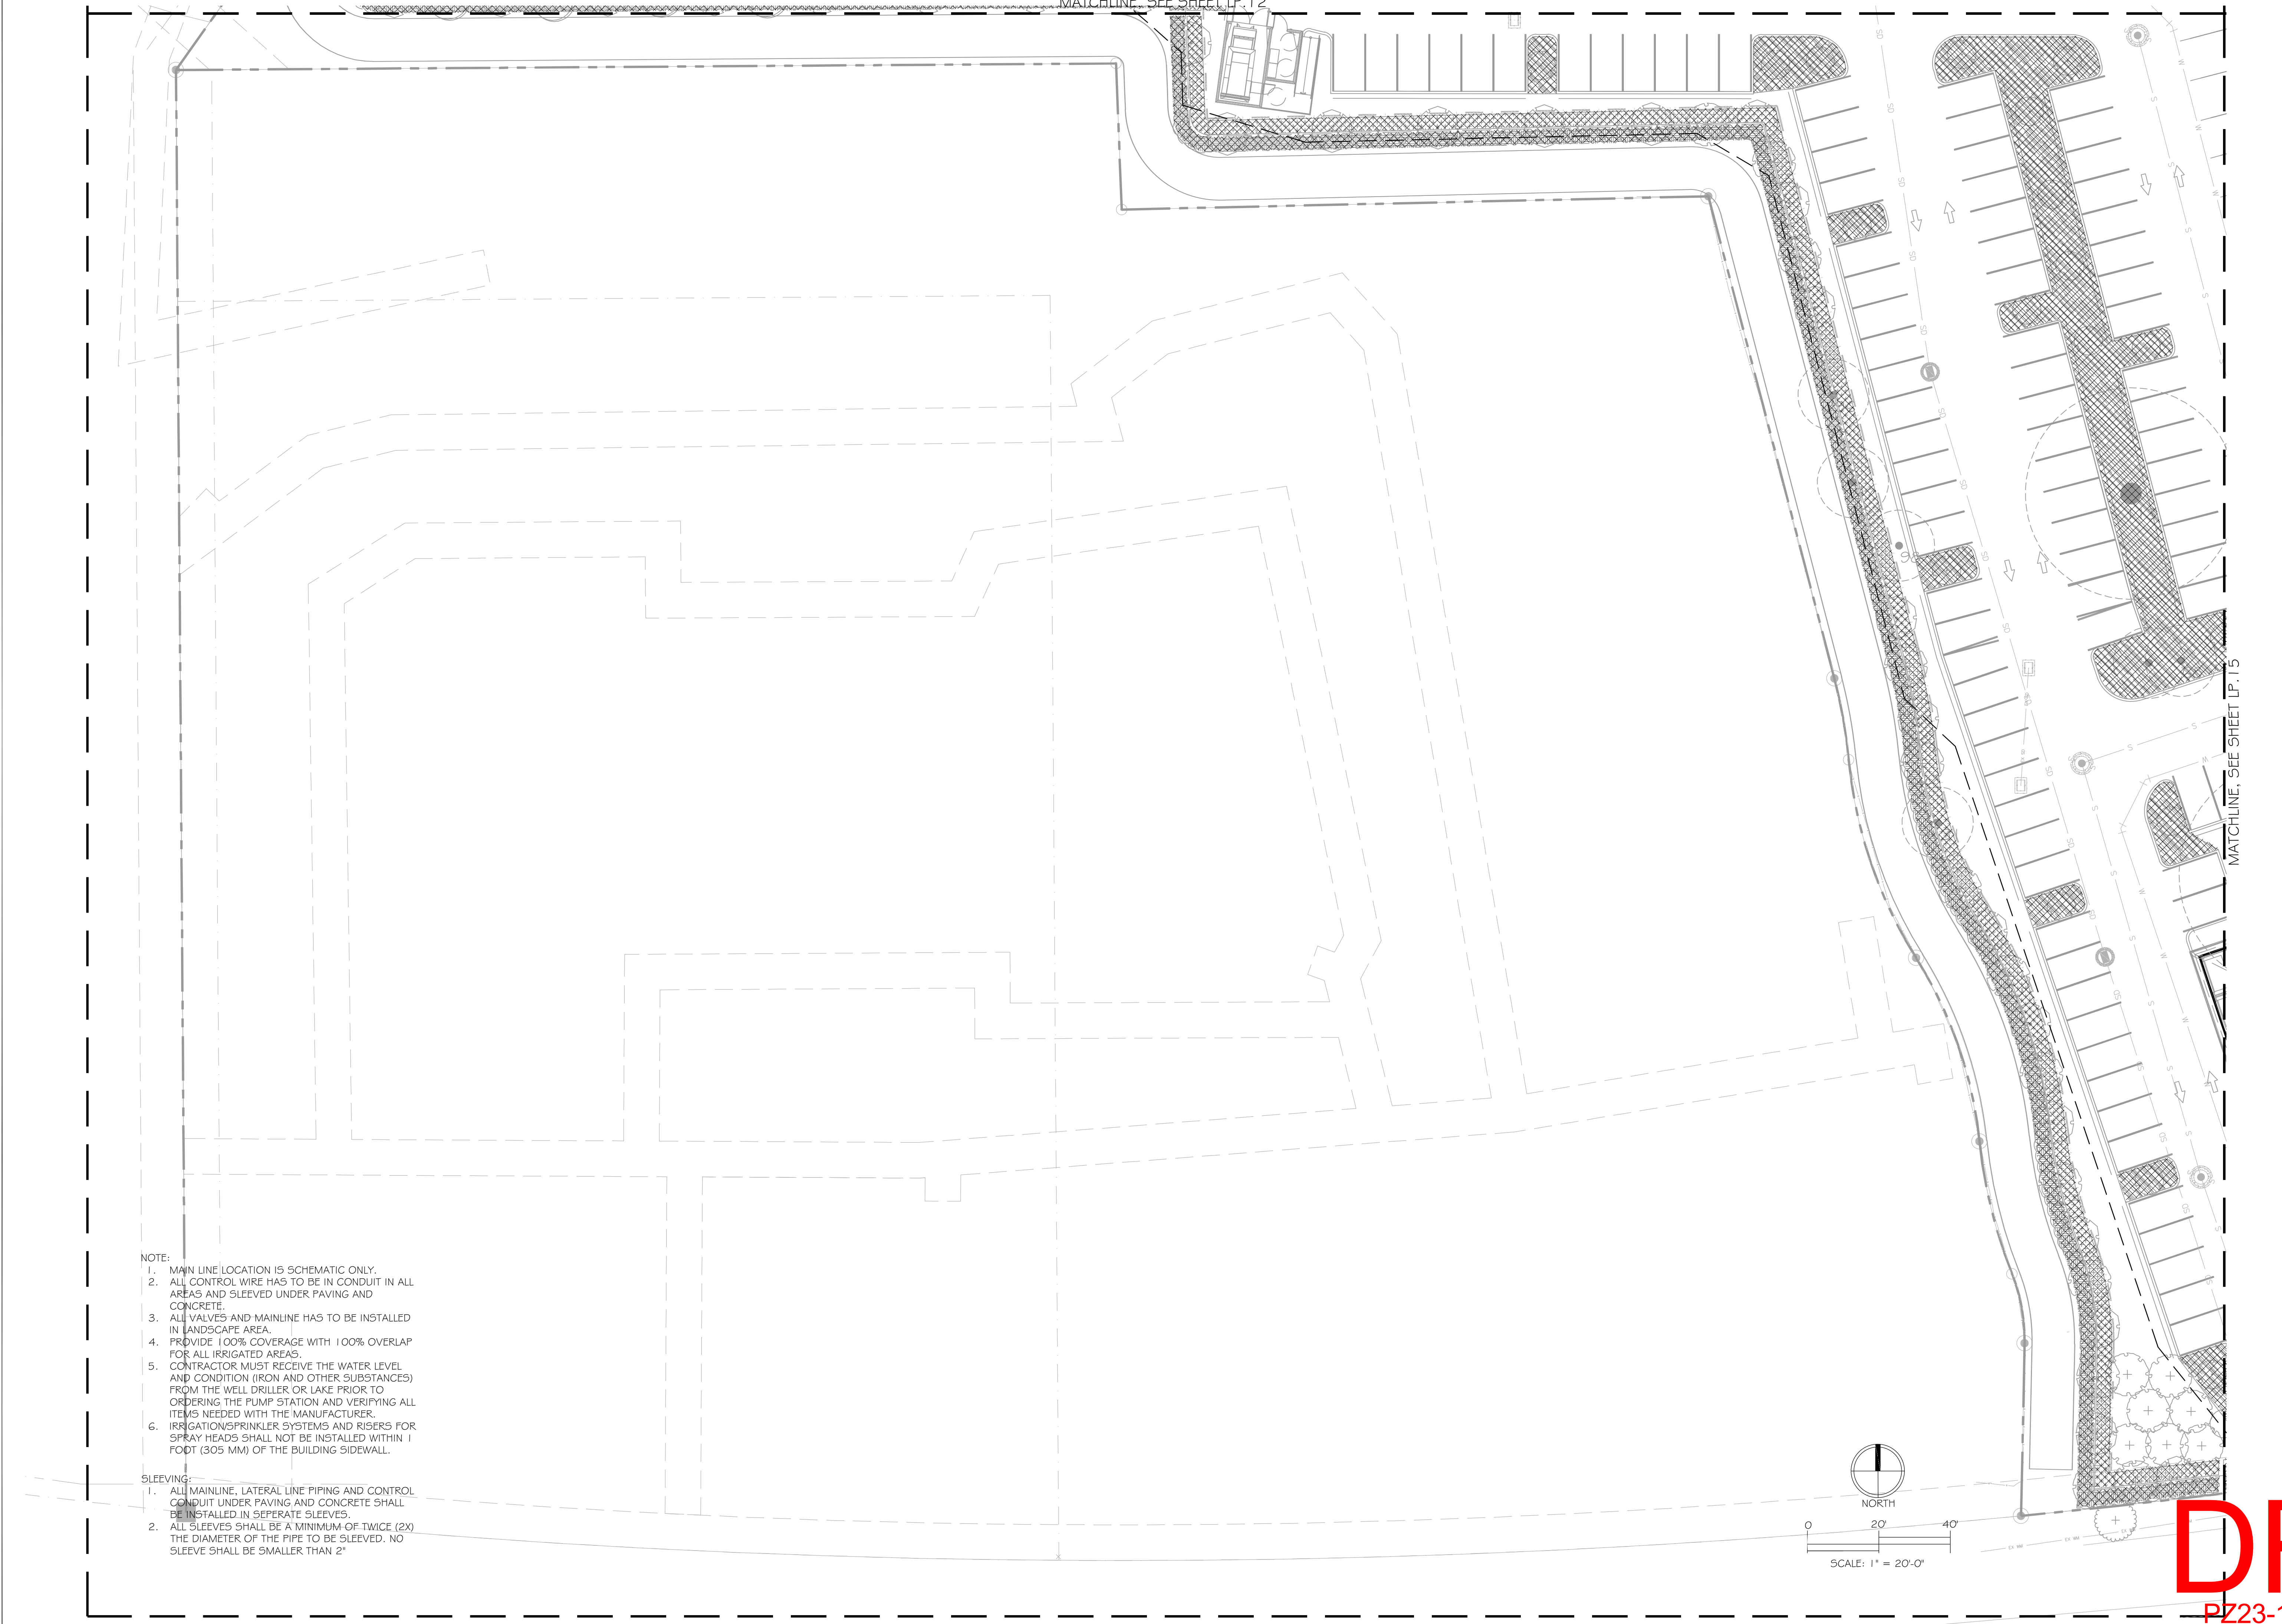 MATCHLINE, SEE SHEET LP.12
MATCHLINE, SEE SHEET LP.15
NOTE:
1. MAIN LINE LOCATION IS SCHEMATIC ONLY.
2. ALL CONTROL WIRE HAS TO BE IN CONDUIT IN ALL
AREAS AND SLEEVED UNDER PAVING AND
CONCRETE.
3. ALL VALVES AND MAINLINE HAS TO BE INSTALLED
IN LANDSCAPE AREA.
4. PROVIDE 100% COVERAGE WITH 100% OVERLAP
FOR ALL IRRIGATED AREAS.
5. CONTRACTOR MUST RECEIVE THE WATER LEVEL
AND CONDITION (IRON AND OTHER SUBSTANCES)
FROM THE WELL DRILLER OR LAKE PRIOR TO
ORDERING THE PUMP STATION AND VERIFYING ALL
ITEMS NEEDED WITH THE MANUFACTURER.
6. IRRIGATION/SPRINKLER SYSTEMS AND RISERS FOR
SPRAY HEADS SHALL NOT BE INSTALLED WITHIN 1
FOOT (305 MM) OF THE BUILDING SIDEWALL.
SLEEVING:
1. ALL MAINLINE, LATERAL LINE PIPING AND CONTROL
CONDUIT UNDER PAVING AND CONCRETE SHALL
BE INSTALLED IN SEPERATE SLEEVES.
2. ALL SLEEVES SHALL BE A MINIMUM OF TWICE (2X)
THE DIAMETER OF THE PIPE TO BE SLEEVED. NO
SLEEVE SHALL BE SMALLER THAN 2"
NORTH
0 20' 40'
SCALE: 1" = 20'-0"
PZ23-1